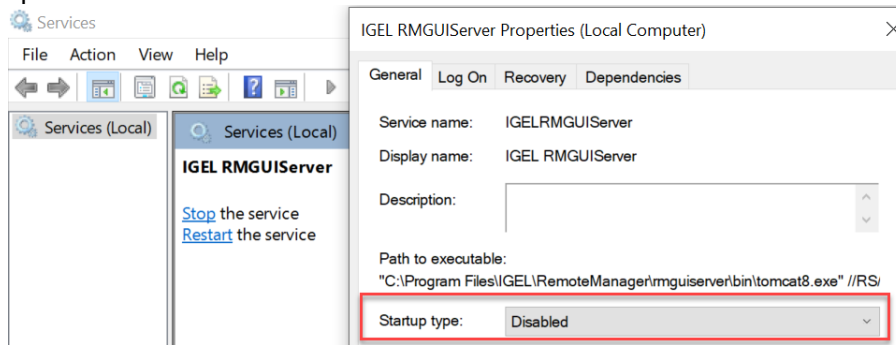 Services
File Action View Help
Services (Local)
Services (Local)
IGEL RMGUIServer
Stop the service
Restart the service
IGEL RMGUIServer Properties (Local Computer)
General Log On Recovery Dependencies
Service name: IGELRMGUIServer
Display name: IGEL RMGUIServer
Description:
Path to executable:
"C:\Program Files\IGEL\RemoteManager\rmguiserver\bin\tomcat8.exe" //RS/
Startup type: Disabled